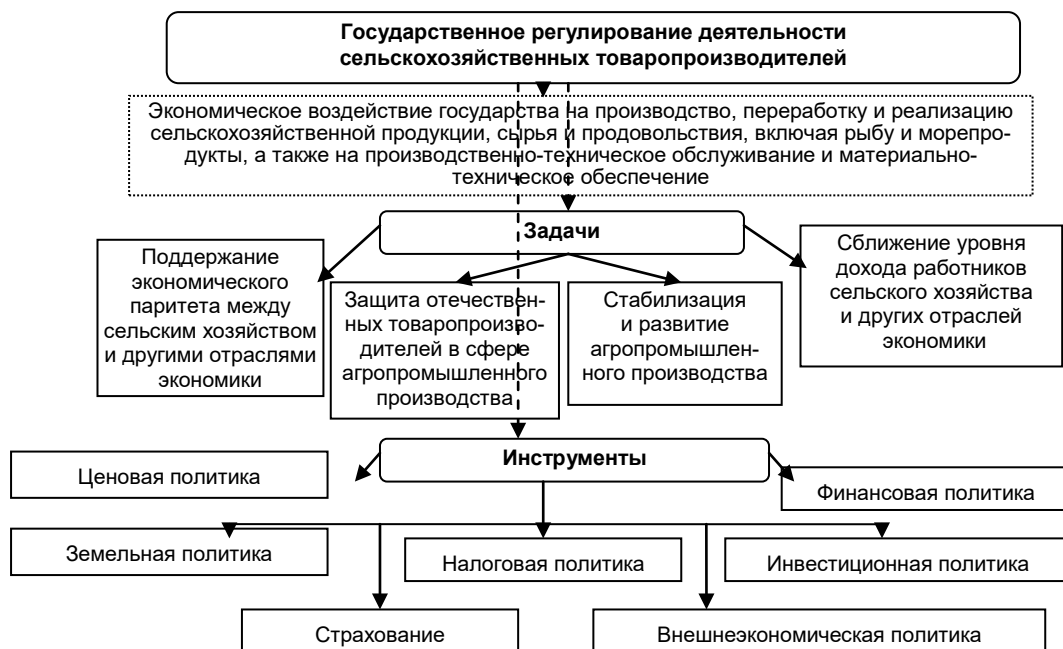 Государственное регулирование деятельности
сельскохозяйственных товаропроизводителей
Экономическое воздействие государства на производство, переработку и реализацию
сельскохозяйственной продукции, сырья и продовольствия, включая рыбу и морепро-
дукты, а также на производственно-техническое обслуживание и материально-
техническое обеспечение
Задачи
Поддержание
экономического
паритета между
сельским хозяйством
и другими отраслями
экономики
Защита отечествен-
ных товаропроизво-
дителей в сфере
агропромышленного
производства
Стабилизация
и развитие
агропромышлен-
ного производства
Сближение уровня
дохода работников
сельского хозяйства
и других отраслей
экономики
Инструменты
Ценовая политика
Финансовая политика
Земельная политика
Налоговая политика
Инвестиционная политика
Страхование
Внешнеэкономическая политика